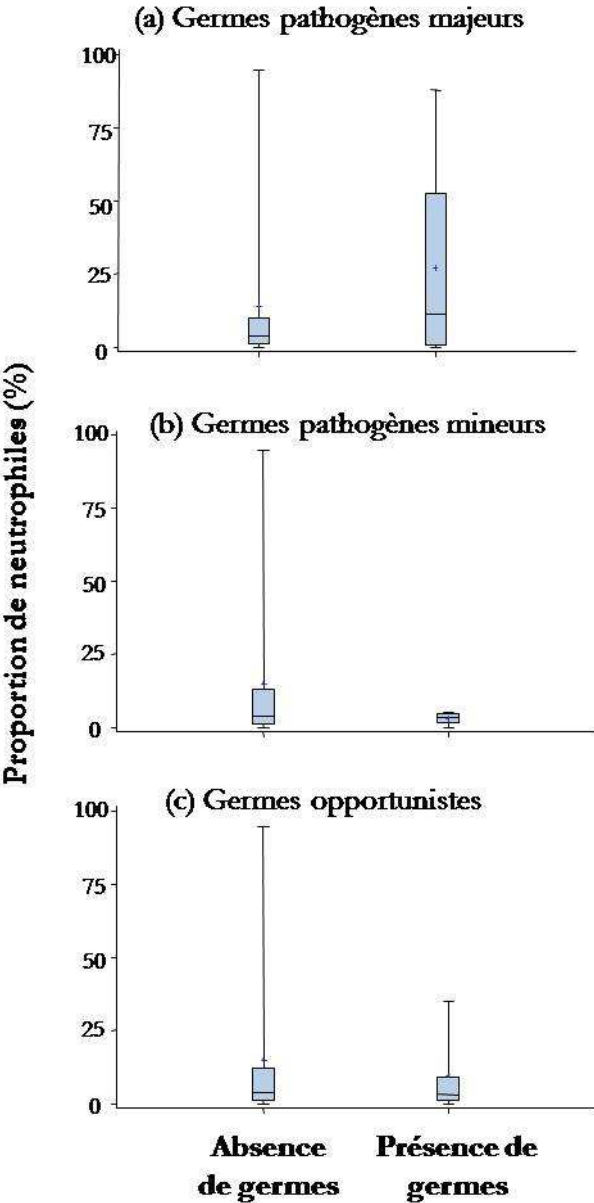 (a) Germes pathogènes majeurs
100
75
50
25
0
Proportion de neutrophiles (%)
(b) Germes pathogènes mineurs
100
75
50
25
0
(c) Germes opportunistes
100
75
50
25
0
Absence
de germes
Présence de
germes